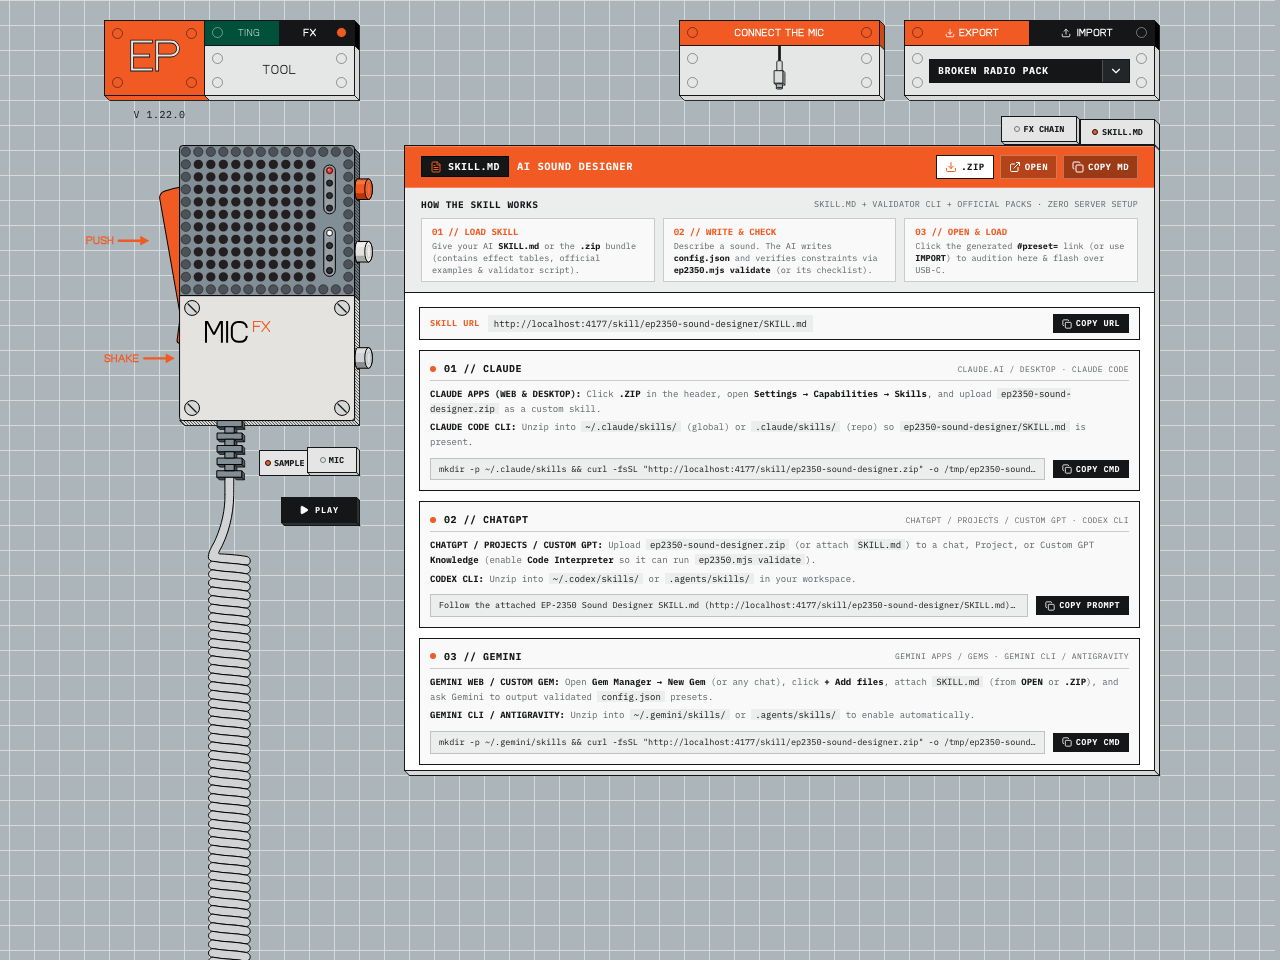 EP
TING
FX
TOOL
V 1.22.0
CONNECT THE MIC
EXPORT
IMPORT
BROKEN RADIO PACK
FX CHAIN
SKILL.MD
PUSH
SHAKE
MIC FX
SAMPLE
MIC
PLAY
SKILL.MD
AI SOUND DESIGNER
.ZIP
OPEN
COPY MD
HOW THE SKILL WORKS
SKILL.MD + VALIDATOR CLI + OFFICIAL PACKS · ZERO SERVER SETUP
01 // LOAD SKILL
Give your AI SKILL.md or the .zip bundle
(contains effect tables, official
examples & validator script).
02 // WRITE & CHECK
Describe a sound. The AI writes
config.json and verifies constraints via
ep2350.mjs validate (or its checklist).
03 // OPEN & LOAD
Click the generated #preset= link (or use
IMPORT) to audition here & flash over
USB-C.
SKILL URL
http://localhost:4177/skill/ep2350-sound-designer/SKILL.md
COPY URL
01 // CLAUDE
CLAUDE.AI / DESKTOP · CLAUDE CODE
CLAUDE APPS (WEB & DESKTOP): Click .ZIP in the header, open Settings → Capabilities → Skills, and upload ep2350-sound-
designer.zip as a custom skill.
CLAUDE CODE CLI: Unzip into ~/.claude/skills/ (global) or .claude/skills/ (repo) so ep2350-sound-designer/SKILL.md is
present.
mkdir -p ~/.claude/skills && curl -fsSL "http://localhost:4177/skill/ep2350-sound-designer.zip" -o /tmp/ep2350-sound…
COPY CMD
02 // CHATGPT
CHATGPT / PROJECTS / CUSTOM GPT · CODEX CLI
CHATGPT / PROJECTS / CUSTOM GPT: Upload ep2350-sound-designer.zip (or attach SKILL.md) to a chat, Project, or Custom GPT
Knowledge (enable Code Interpreter so it can run ep2350.mjs validate).
CODEX CLI: Unzip into ~/.codex/skills/ or .agents/skills/ in your workspace.
Follow the attached EP-2350 Sound Designer SKILL.md (http://localhost:4177/skill/ep2350-sound-designer/SKILL.md)…
COPY PROMPT
03 // GEMINI
GEMINI APPS / GEMS · GEMINI CLI / ANTIGRAVITY
GEMINI WEB / CUSTOM GEM: Open Gem Manager → New Gem (or any chat), click + Add files, attach SKILL.md (from OPEN or .ZIP), and
ask Gemini to output validated config.json presets.
GEMINI CLI / ANTIGRAVITY: Unzip into ~/.gemini/skills/ or .agents/skills/ to enable automatically.
mkdir -p ~/.gemini/skills && curl -fsSL "http://localhost:4177/skill/ep2350-sound-designer.zip" -o /tmp/ep2350-sound…
COPY CMD